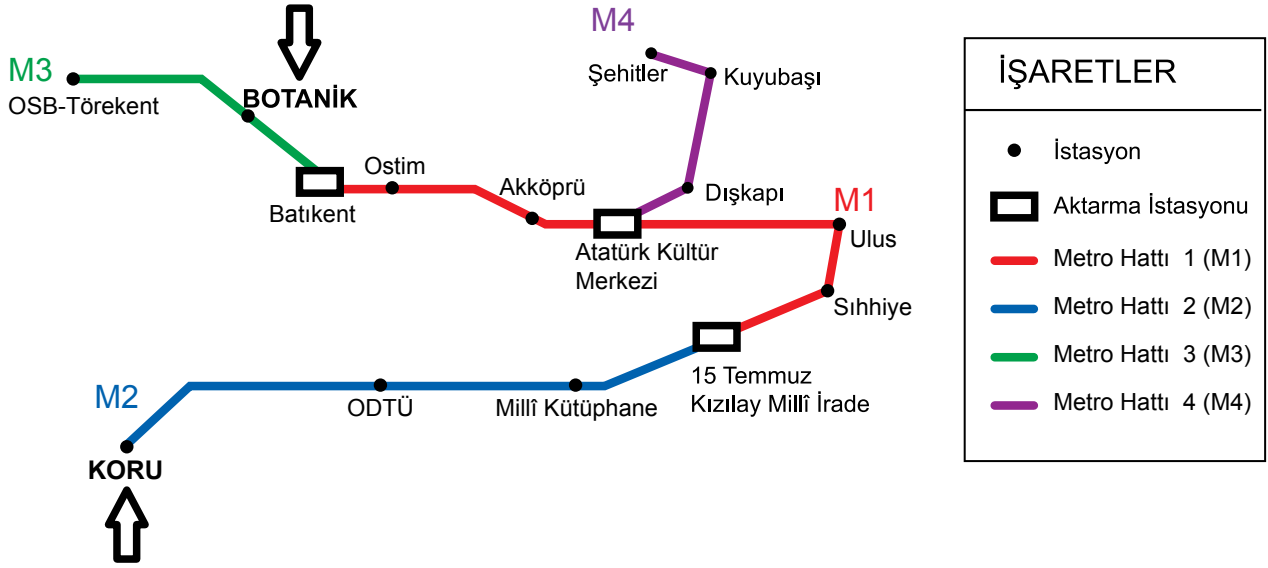 M4
M3
Şehitler
Kuyubaşı
OSB-Törekent
BOTANİK
Ostim
Akköprü
Dışkapı
M1
Batıkent
Atatürk Kültür
Merkezi
Ulus
Sıhhiye
M2
ODTÜ
Millî Kütüphane
15 Temmuz
Kızılay Millî İrade
KORU
İŞARETLER
İstasyon
Aktarma İstasyonu
Metro Hattı 1 (M1)
Metro Hattı 2 (M2)
Metro Hattı 3 (M3)
Metro Hattı 4 (M4)